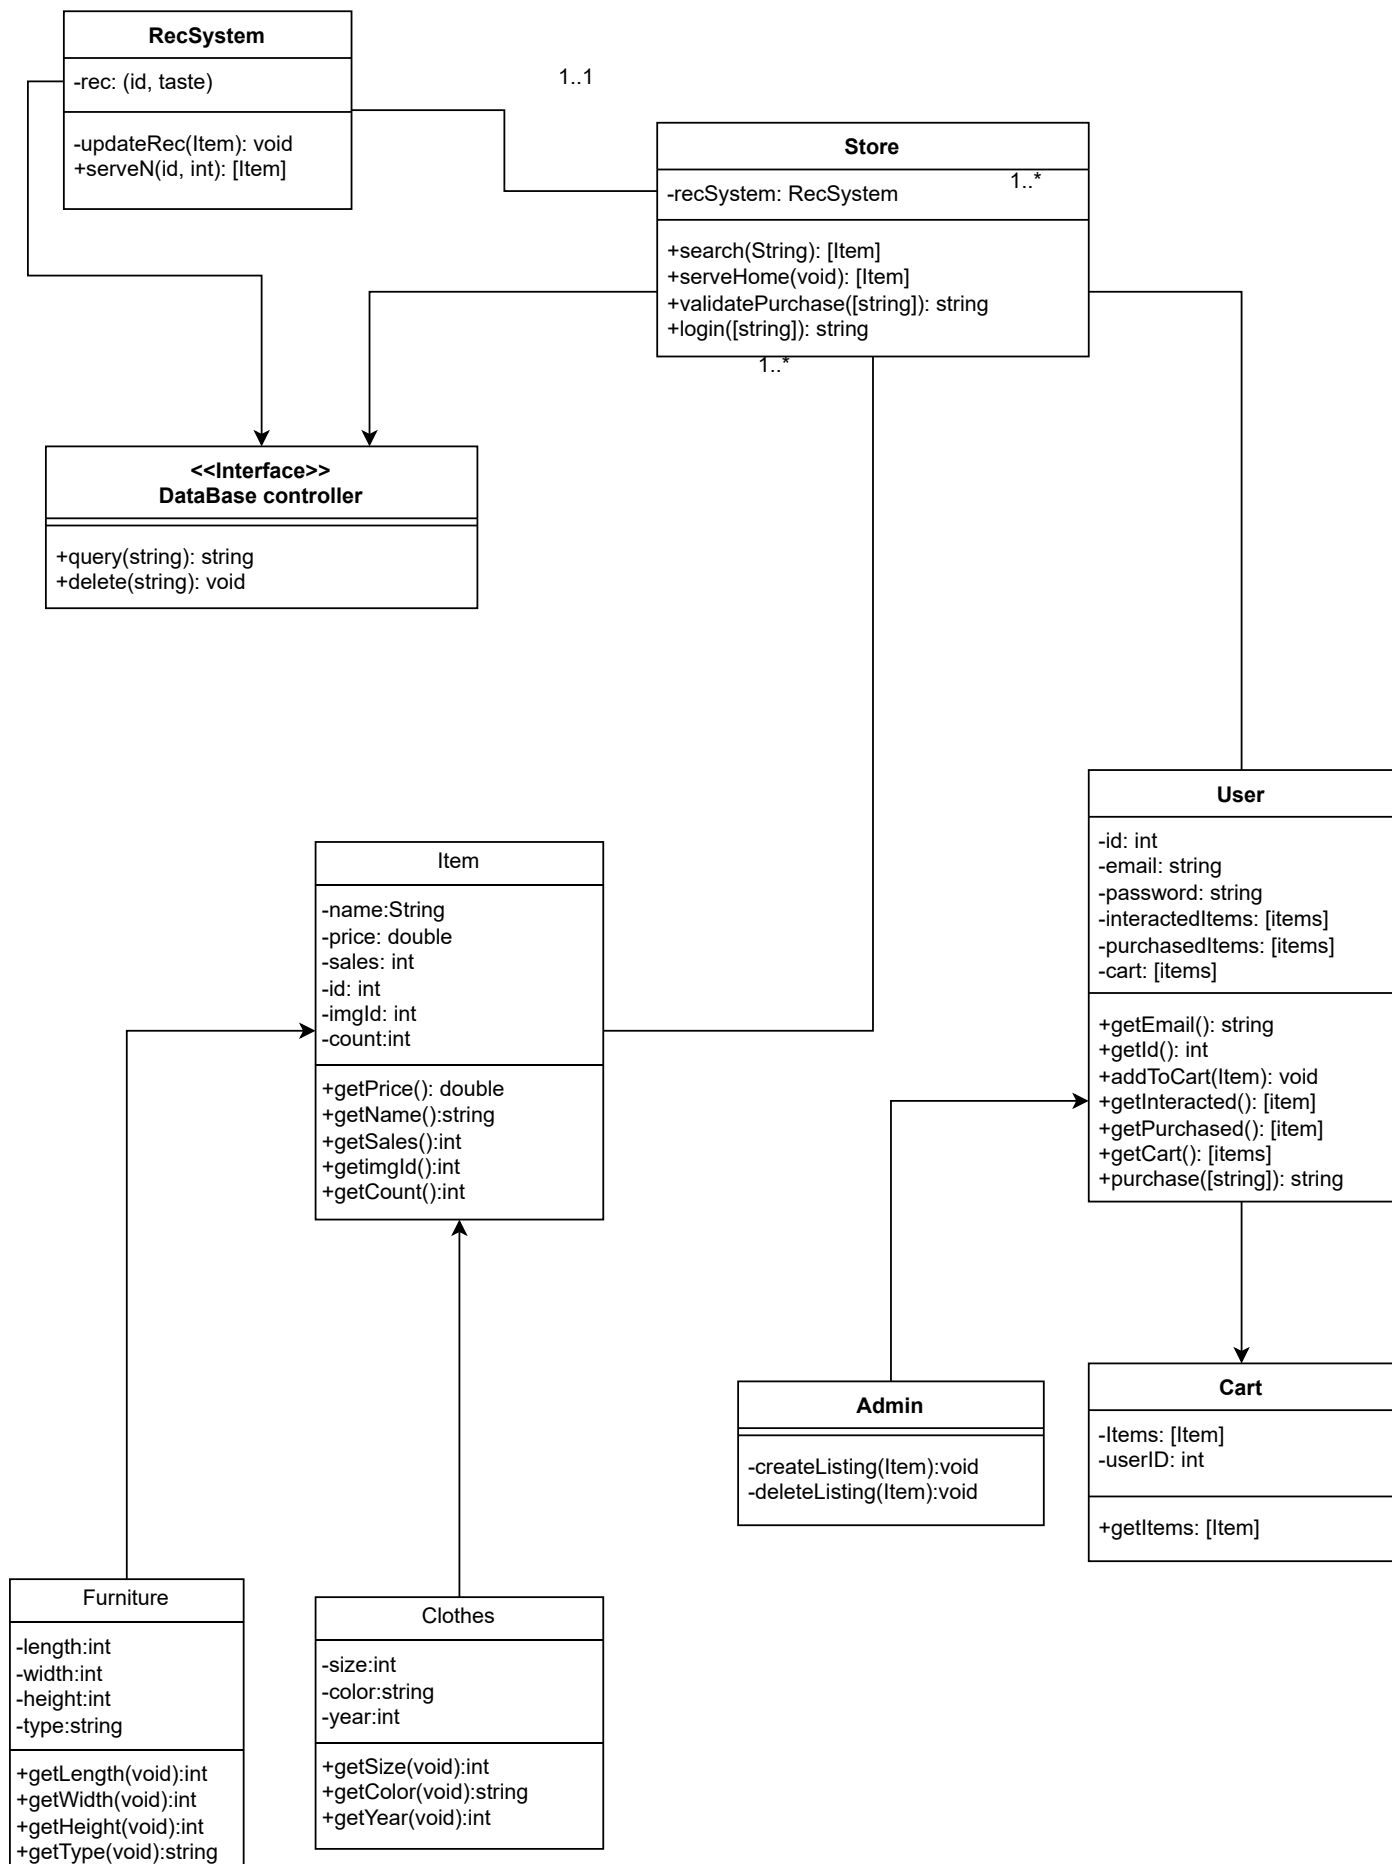 RecSystem
-rec: (id, taste)
-updateRec(Item): void
+serveN(id, int): [Item]
1..1
Store
1..*
-recSystem: RecSystem
+search(String): [Item]
+serveHome(void): [Item]
+validatePurchase([string]): string
+login([string]): string
1..*
<<Interface>>
DataBase controller
+query(string): string
+delete(string): void
User
-id: int
-email: string
-password: string
-interactedItems: [items]
-purchasedItems: [items]
-cart: [items]
+getEmail(): string
+getId(): int
+addToCart(Item): void
+getInteracted(): [item]
+getPurchased(): [item]
+getCart(): [items]
+purchase([string]): string
Item
-name:String
-price: double
-sales: int
-id: int
-imgId: int
-count:int
+getPrice(): double
+getName():string
+getSales():int
+getimgId():int
+getCount():int
Admin
-createListing(Item):void
-deleteListing(Item):void
Cart
-Items: [Item]
-userID: int
+getItems: [Item]
Furniture
-length:int
-width:int
-height:int
-type:string
+getLength(void):int
+getWidth(void):int
+getHeight(void):int
+getType(void):string
Clothes
-size:int
-color:string
-year:int
+getSize(void):int
+getColor(void):string
+getYear(void):int